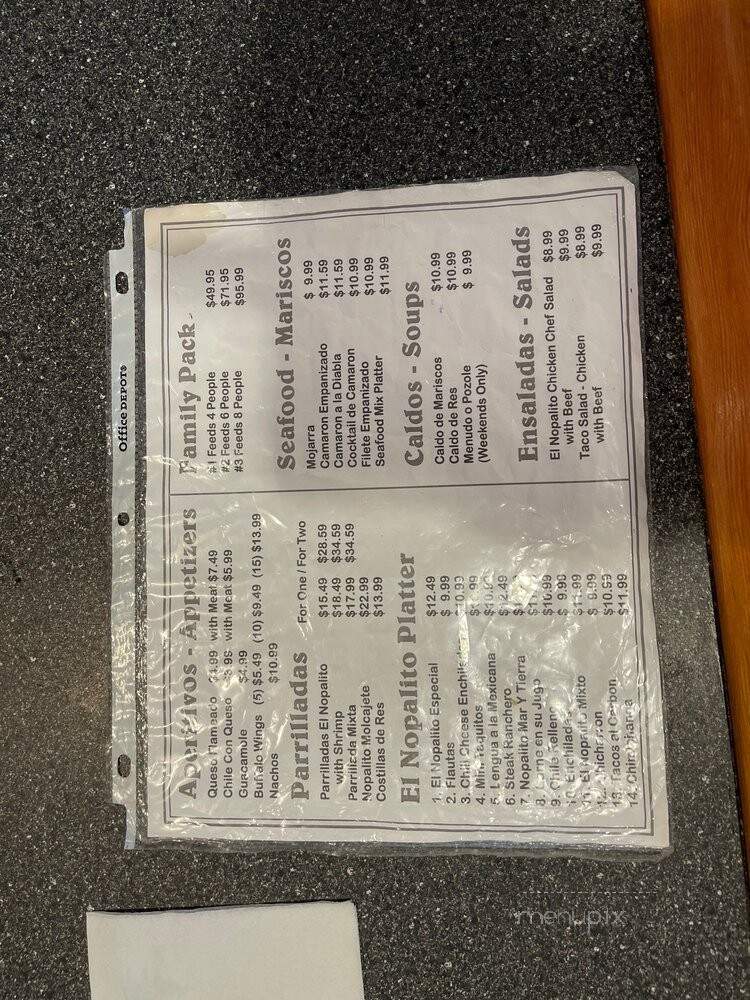 Office DEPOT®
Aperitivos - Appetizers
Queso Flameado with Meat $7.49
Chile Con Queso with Meat $5.99
Guacamole $4.99
Buffalo Wings (5) $5.49 (10) $9.49 (15) $13.99
Nachos $10.99
Parrilladas
For One / For Two
Parrilladas El Nopalito $15.49 $28.59
with Shrimp $18.49 $34.59
Parrillada Mixta $17.99 $34.59
Nopalito Molcajete $22.99
Costillas de Res $13.99
El Nopalito Platter
1. El Nopalito Especial $12.49
2. Flautas $ 9.99
3. Chili Cheese Enchiladas
4. Mini Taquitos
5. Lengua a la Mexicana
6. Steak Ranchero
7. Nopalito Mar Y Tierra
8. Carne en su Jugo $10.99
9. Chile Relleno $ 9.99
10. Enchiladas
11. El Nopalito Mixto
12. Chicharron
13. Tacos al Carbon
14. Chimichanga $11.99
Family Pack
#1 Feeds 4 People $49.95
#2 Feeds 6 People $71.95
#3 Feeds 8 People $95.99
Seafood - Mariscos
Mojarra $ 9.99
Camaron Empanizado $11.59
Camaron a la Diabla $11.59
Cocktail de Camaron $10.99
Filete Empanizado $10.99
Seafood Mix Platter $11.99
Caldos - Soups
Caldo de Mariscos $10.99
Caldo de Res $10.99
Menudo o Pozole $ 9.99
(Weekends Only)
Ensaladas - Salads
El Nopalito Chicken Chef Salad $8.99
with Beef $9.99
Taco Salad - Chicken $8.99
with Beef $9.99
menupix